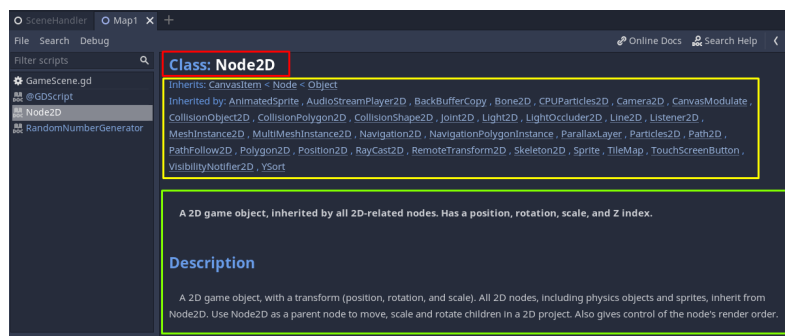 SceneHandler Map1
File Search Debug Online Docs Search Help
Filter scripts
GameScene.gd
@GDScript
Node2D
RandomNumberGenerator
Class: Node2D
Inherits: CanvasItem < Node < Object
Inherited by: AnimatedSprite , AudioStreamPlayer2D , BackBufferCopy , Bone2D , CPUParticles2D , Camera2D , CanvasModulate ,
CollisionObject2D , CollisionPolygon2D , CollisionShape2D , Joint2D , Light2D , LightOccluder2D , Line2D , Listener2D ,
MeshInstance2D , MultiMeshInstance2D , Navigation2D , NavigationPolygonInstance , ParallaxLayer , Particles2D , Path2D ,
PathFollow2D , Polygon2D , Position2D , RayCast2D , RemoteTransform2D , Skeleton2D , Sprite , TileMap , TouchScreenButton ,
VisibilityNotifier2D , YSort
A 2D game object, inherited by all 2D-related nodes. Has a position, rotation, scale, and Z index.
Description
A 2D game object, with a transform (position, rotation, and scale). All 2D nodes, including physics objects and sprites, inherit from
Node2D. Use Node2D as a parent node to move, scale and rotate children in a 2D project. Also gives control of the node's render order.